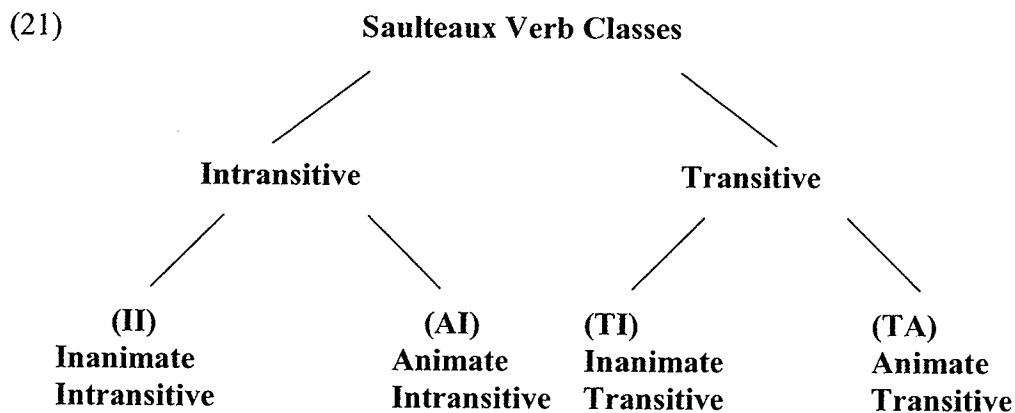 (21) Saulteaux Verb Classes
Intransitive Transitive
(II) (AI) (TI) (TA)
Inanimate Animate Inanimate Animate
Intransitive Intransitive Transitive Transitive